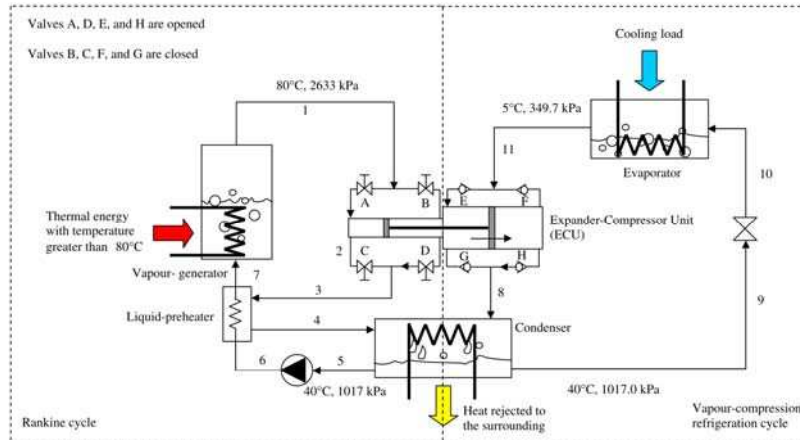 Valves A, D, E, and H are opened
Valves B, C, F, and G are closed
Cooling load
80°C, 2633 kPa
1
5°C, 349.7 kPa
11
Evaporator
10
A
B
E
F
Thermal energy
with temperature
greater than 80°C
Expander-Compressor Unit
(ECU)
2
C
D
G
H
Vapour- generator
7
3
8
9
Liquid-preheater
4
Condenser
6
5
40°C, 1017 kPa
40°C, 1017.0 kPa
Rankine cycle
Heat rejected to
the surrounding
Vapour-compression
refrigeration cycle